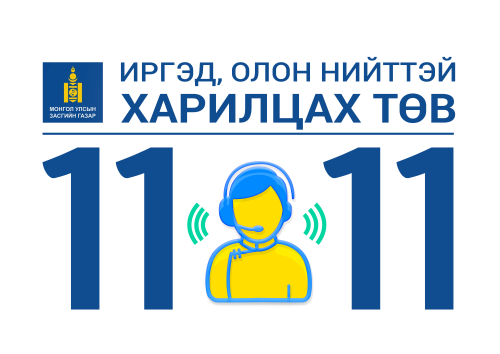 МОНГОЛ УЛСЫН
ЗАСГИЙН ГАЗАР
ИРГЭД, ОЛОН НИЙТТЭЙ
ХАРИЛЦАХ ТӨВ
11 11